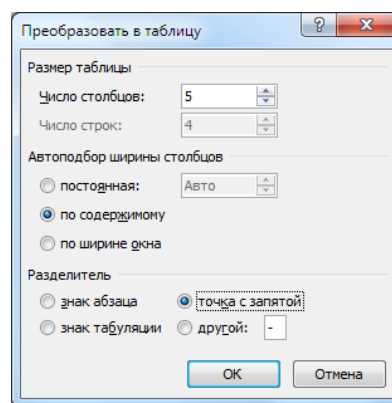 Преобразовать в таблицу
Размер таблицы
Число столбцов: 5
Число строк: 4
Автоподбор ширины столбцов
постоянная: Авто
по содержимому
по ширине окна
Разделитель
знак абзаца точка с запятой
знак табуляции другой: -
ОК Отмена